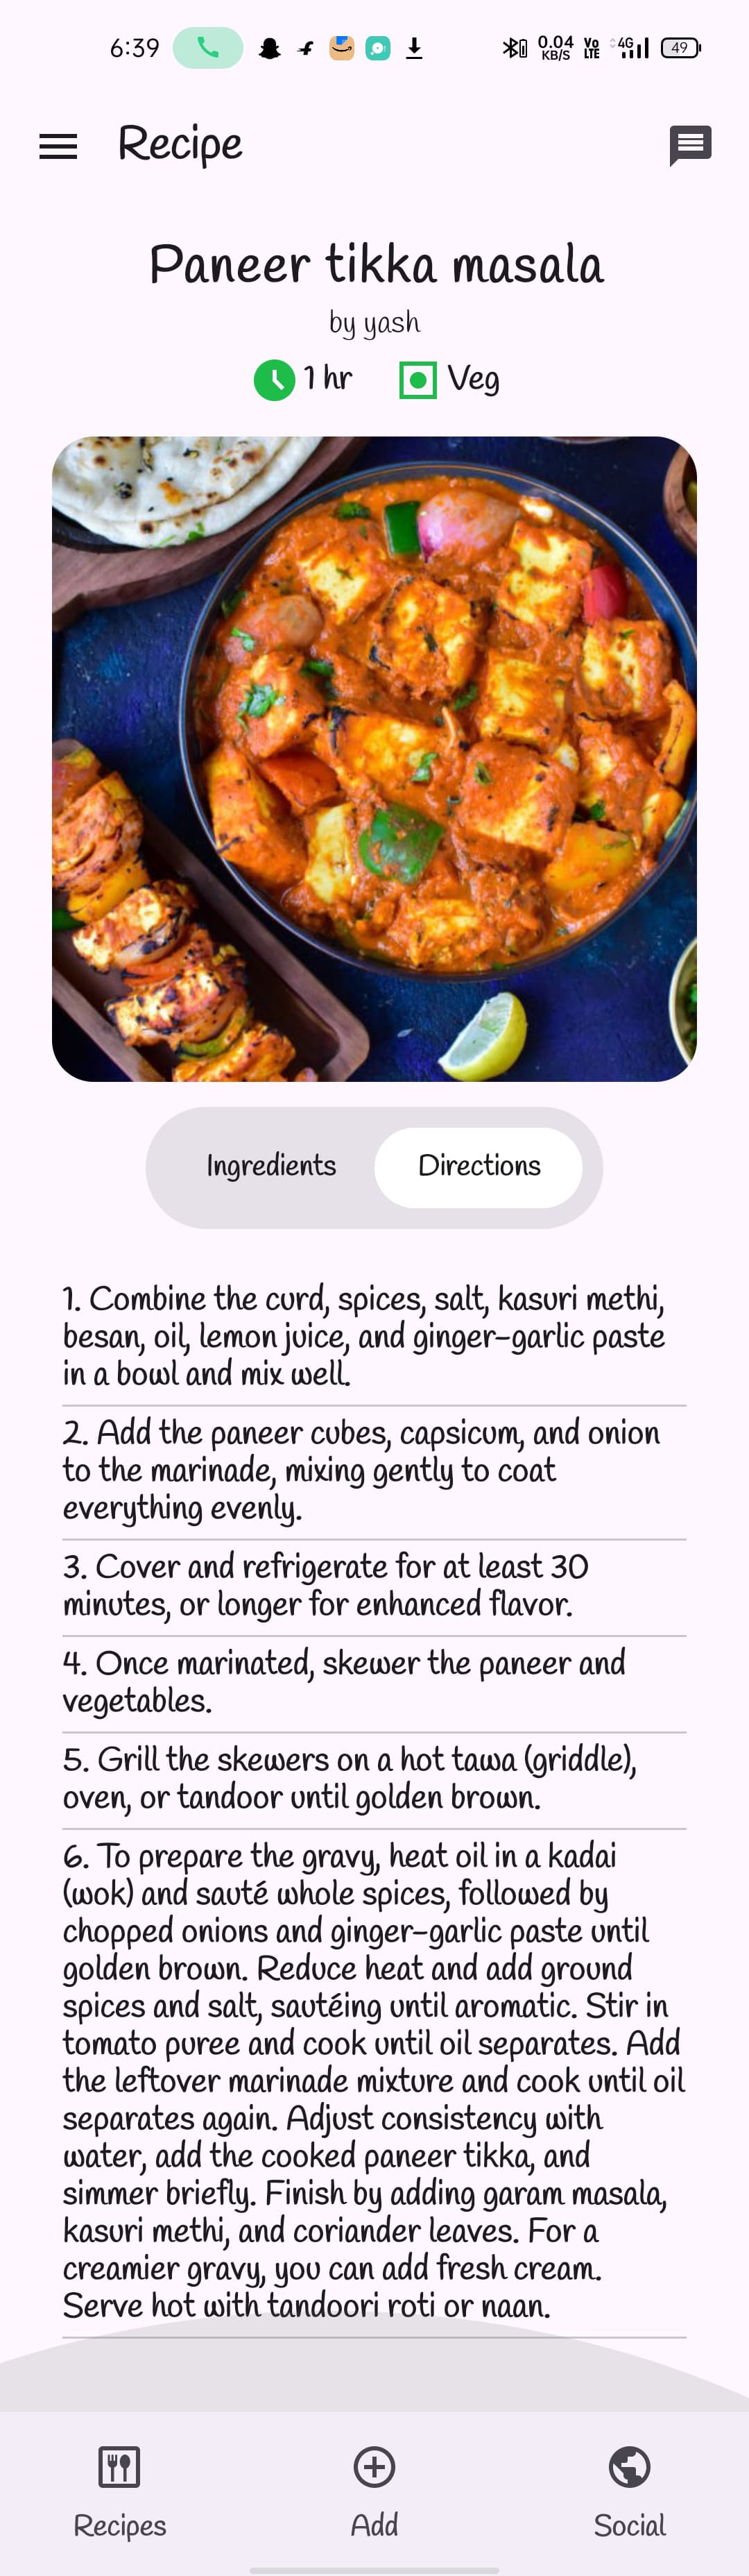 6:39
0.04
KB/S
Vo
LTE
4G
49
Recipe
Paneer tikka masala
by yash
1 hr
Veg
Ingredients
Directions
1. Combine the curd, spices, salt, kasuri methi,
besan, oil, lemon juice, and ginger-garlic paste
in a bowl and mix well.
2. Add the paneer cubes, capsicum, and onion
to the marinade, mixing gently to coat
everything evenly.
3. Cover and refrigerate for at least 30
minutes, or longer for enhanced flavor.
4. Once marinated, skewer the paneer and
vegetables.
5. Grill the skewers on a hot tawa (griddle),
oven, or tandoor until golden brown.
6. To prepare the gravy, heat oil in a kadai
(wok) and sauté whole spices, followed by
chopped onions and ginger-garlic paste until
golden brown. Reduce heat and add ground
spices and salt, sautéing until aromatic. Stir in
tomato puree and cook until oil separates. Add
the leftover marinade mixture and cook until oil
separates again. Adjust consistency with
water, add the cooked paneer tikka, and
simmer briefly. Finish by adding garam masala,
kasuri methi, and coriander leaves. For a
creamier gravy, you can add fresh cream.
Serve hot with tandoori roti or naan.
Recipes
Add
Social